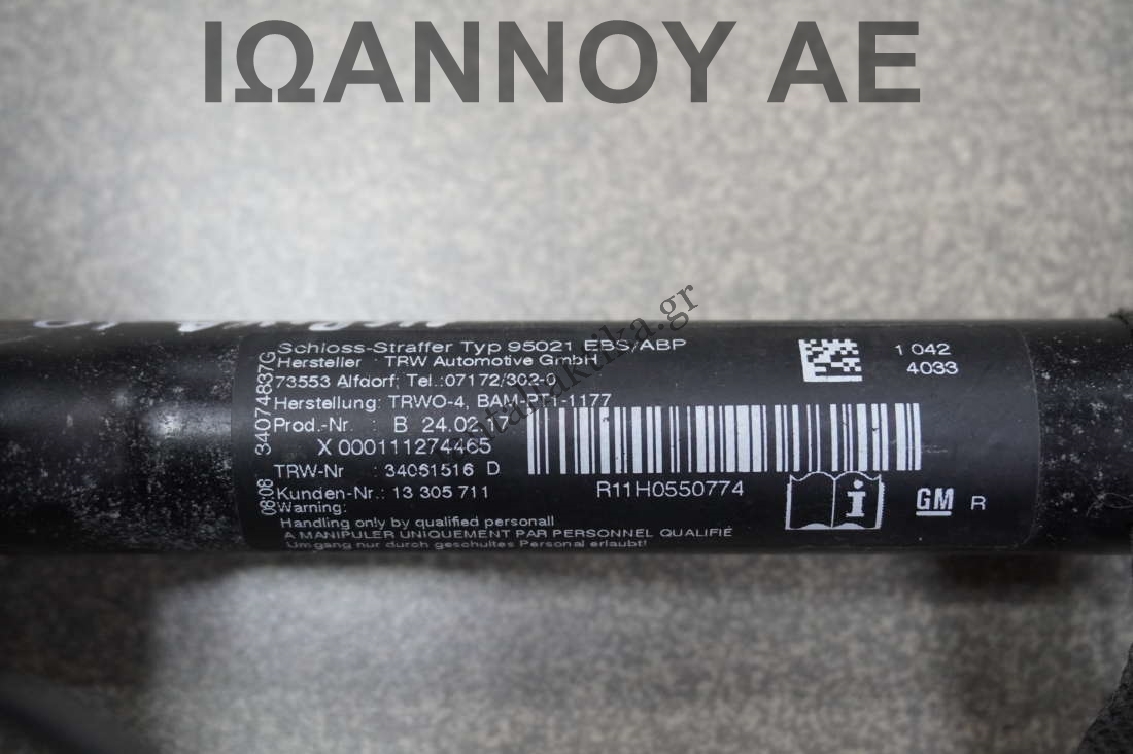 ΙΩΑΝΝΟΥ ΑΕ
Schloss-Straffer Typ 95021 EBS/ABP
Hersteller : TRW Automotive GmbH
73553 Alfdorf; Tel.:07172/302-0
Herstellung: TRWO-4, BAM-PT1-1177
Prod.-Nr. : B 24.02.11
X 000111274465
TRW-Nr : 34051516 D
Kunden-Nr.: 13 305 711
Warning:
Handling only by qualified personall
A MANIPULER UNIQUEMENT PAR PERSONNEL QUALIFIÉ
Umgang nur durch geschultes Personal erlaubt!
08:08 34074837G
R11H0550774
1 042
4033
GM R
antallaktika.gr